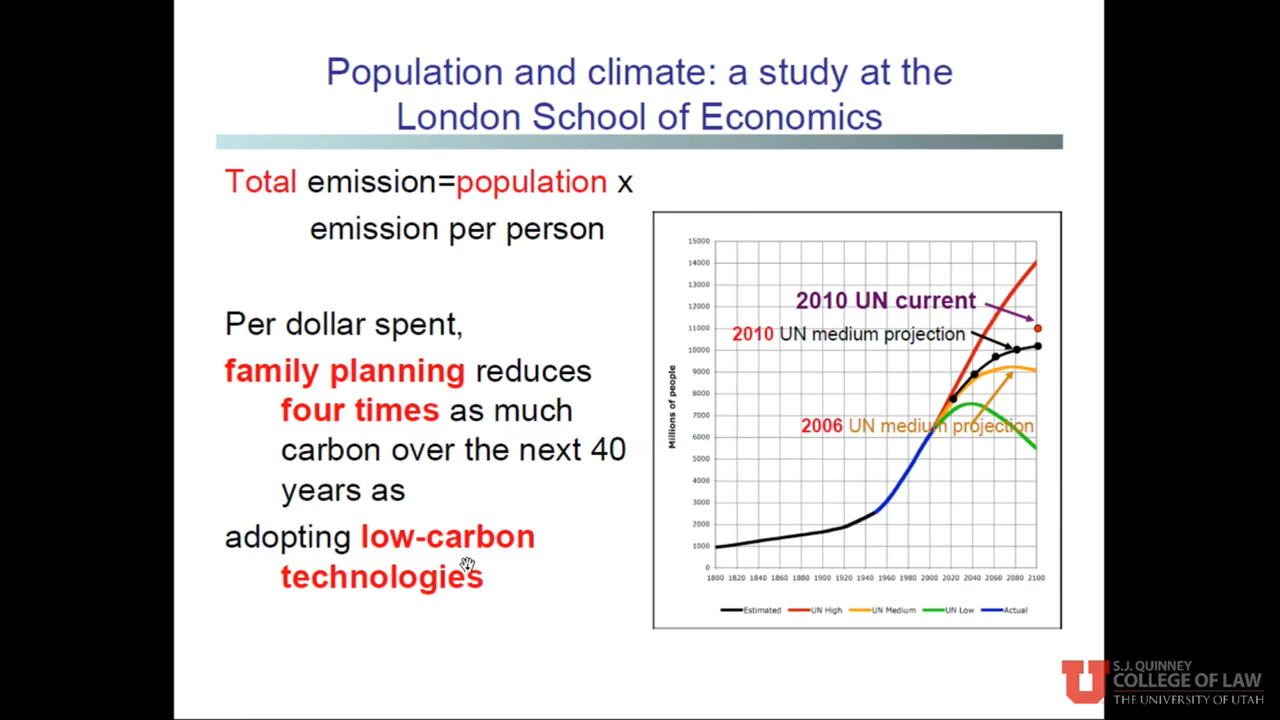 Population and climate: a study at the
London School of Economics
Total emission=population x
emission per person
Per dollar spent,
family planning reduces
four times as much
carbon over the next 40
years as
adopting low-carbon
technologies
Millions of people
15000
14000
13000
12000
11000
10000
9000
8000
7000
6000
5000
4000
3000
2000
1000
0
2010 UN current
2010 UN medium projection
2006 UN medium projection
1800 1820 1840 1860 1880 1900 1920 1940 1960 1980 2000 2020 2040 2060 2080 2100
Estimated UN High UN Medium UN Low Actual
S.J. QUINNEY
COLLEGE OF LAW
THE UNIVERSITY OF UTAH